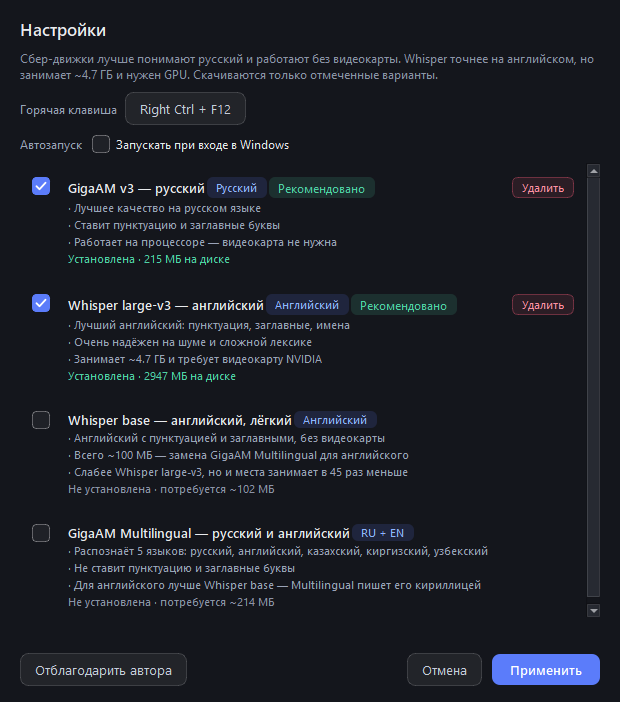 Настройки
Сбер-движки лучше понимают русский и работают без видеокарты. Whisper точнее на английском, но
занимает ~4.7 ГБ и нужен GPU. Скачиваются только отмеченные варианты.
Горячая клавиша Right Ctrl + F12
Автозапуск Запускать при входе в Windows
GigaAM v3 — русский Русский Рекомендовано Удалить
· Лучшее качество на русском языке
· Ставит пунктуацию и заглавные буквы
· Работает на процессоре — видеокарта не нужна
Установлена · 215 МБ на диске
Whisper large-v3 — английский Английский Рекомендовано Удалить
· Лучший английский: пунктуация, заглавные, имена
· Очень надёжен на шуме и сложной лексике
· Занимает ~4.7 ГБ и требует видеокарту NVIDIA
Установлена · 2947 МБ на диске
Whisper base — английский, лёгкий Английский
· Английский с пунктуацией и заглавными, без видеокарты
· Всего ~100 МБ — замена GigaAM Multilingual для английского
· Слабее Whisper large-v3, но и места занимает в 45 раз меньше
Не установлена · потребуется ~102 МБ
GigaAM Multilingual — русский и английский RU + EN
· Распознаёт 5 языков: русский, английский, казахский, киргизский, узбекский
· Не ставит пунктуацию и заглавные буквы
· Для английского лучше Whisper base — Multilingual пишет его кириллицей
Не установлена · потребуется ~214 МБ
Отблагодарить автора Отмена Применить